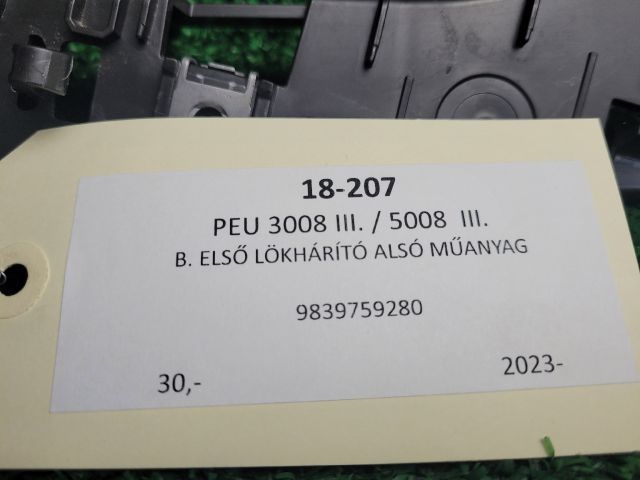 18-207
PEU 3008 III. / 5008 III.
B. ELSŐ LÖKHÁRÍTÓ ALSÓ MŰANYAG
9839759280
30,-
2023-